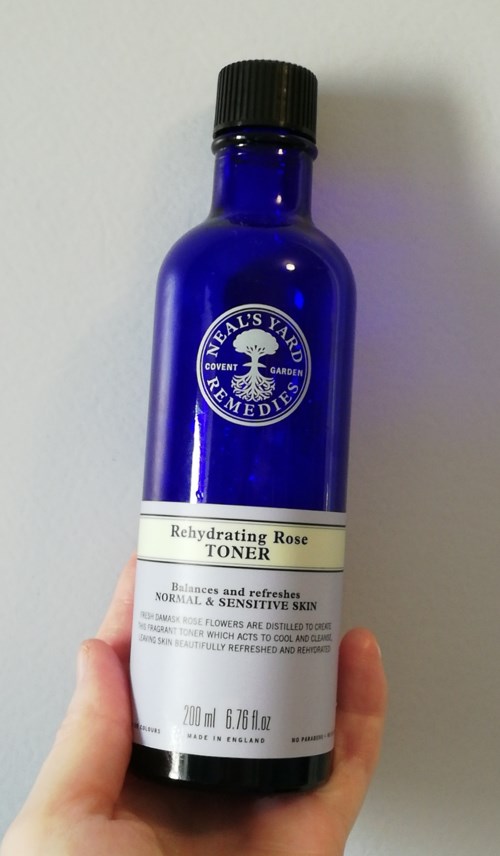 NEAL'S YARD
COVENT GARDEN
REMEDIES
Rehydrating Rose
TONER
Balances and refreshes
NORMAL & SENSITIVE SKIN
FRESH DAMASK ROSE FLOWERS ARE DISTILLED TO CREATE
THIS FRAGRANT TONER WHICH ACTS TO COOL AND CLEANSE,
LEAVING SKIN BEAUTIFULLY REFRESHED AND REHYDRATED
200 ml 6.76 fl.oz
COLOURS MADE IN ENGLAND NO PARABENS